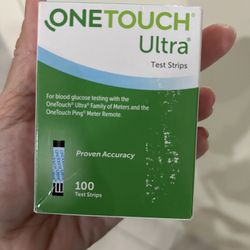 ONETOUCH®
Ultra®
Test Strips
For blood glucose testing with the
OneTouch® Ultra® Family of Meters and the
OneTouch Ping® Meter Remote.
Proven Accuracy
100
Test Strips